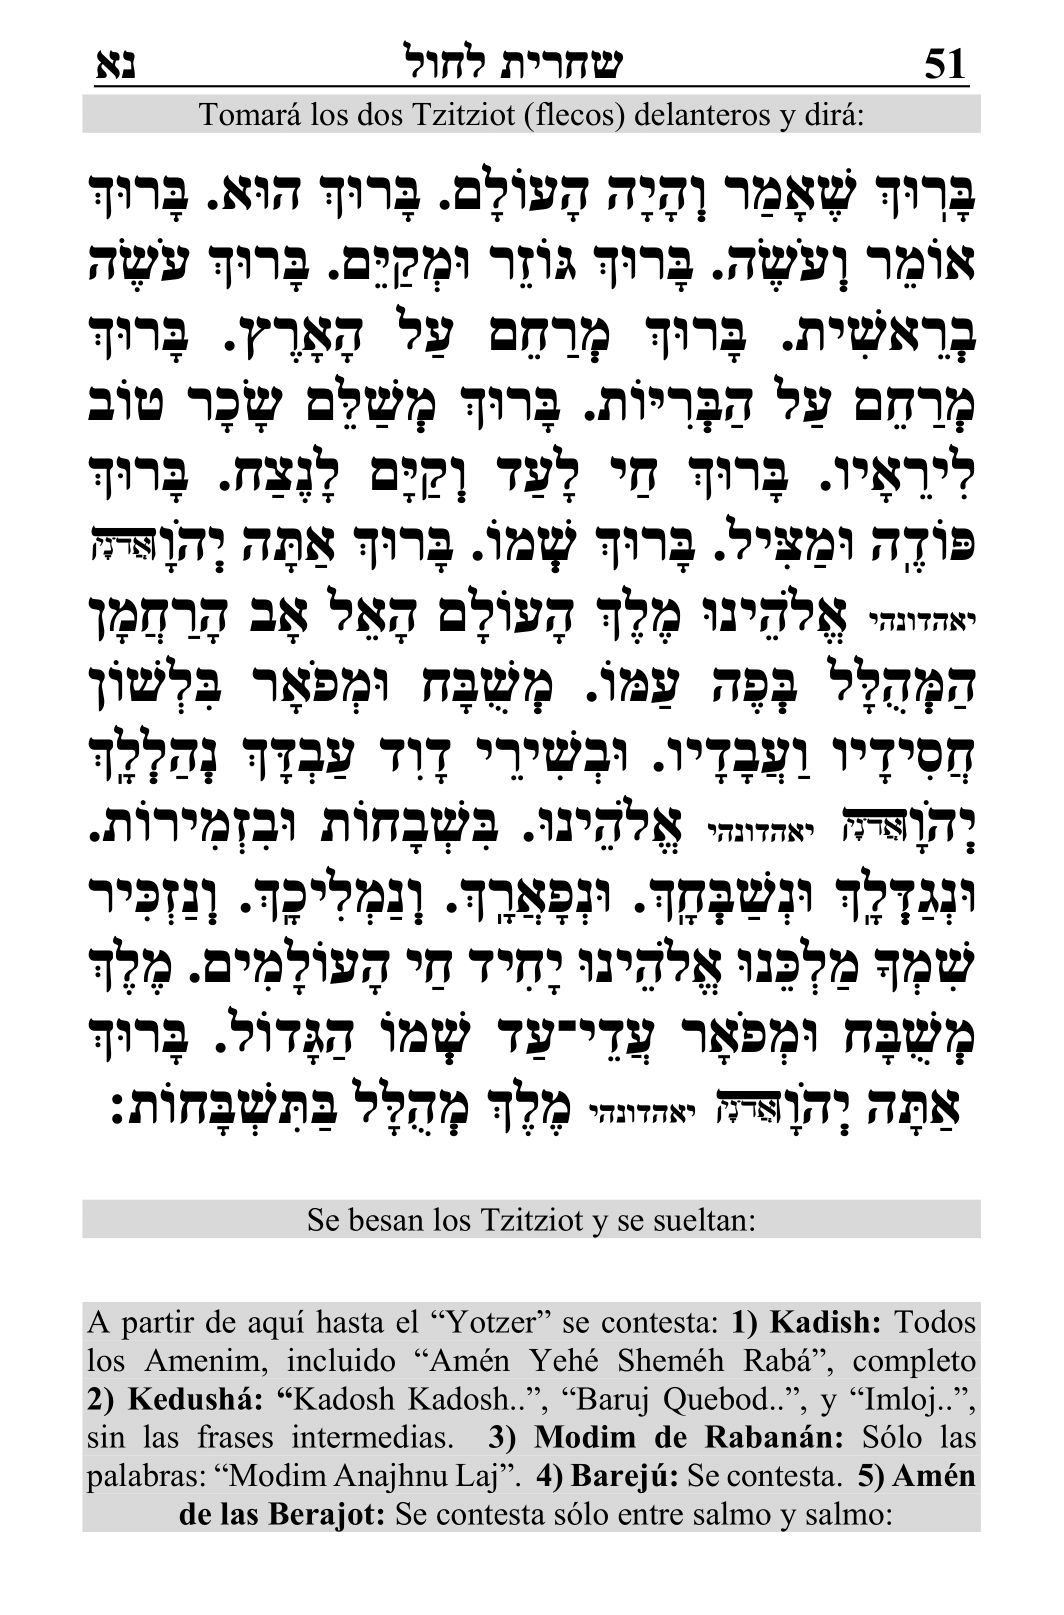 51 שחרית לחול נא
Tomará los dos Tzitziot (flecos) delanteros y dirá:
בָּרֽוּךְ שֶׁאָמַר וְהָיָה הָעוֹלָם. בָּרוּךְ הוּא. בָּרוּךְ
אוֹמֵר וְעֹשֶׂה. בָּרוּךְ גּוֹזֵר וּמְקַיֵּם. בָּרוּךְ עֹשֶׂה
בְרֵאשִׁית. בָּרוּךְ מְרַחֵם עַל הָאָרֶץ. בָּרוּךְ
מְרַחֵם עַל הַבְּרִיּוֹת. בָּרוּךְ מְשַׁלֵּם שָׂכָר טוֹב
לִירֵאָיו. בָּרוּךְ חַי לָעַד וְקַיָּם לָנֶצַח. בָּרוּךְ
פּוֹדֶֽה וּמַצִּיל. בָּרוּךְ שְׁמוֹ. בָּרוּךְ אַתָּה יְהֹוָאֲדֹנָי
יאהדונהי אֱלֹהֵינוּ מֶלֶךְ הָעוֹלָם הָאֵל אָב הָרַחֲמָן
הַמְּהֻלָּל בְּפֶה עַמּוֹ. מְשֻׁבָּח וּמְפֹאָר בִּלְשׁוֹן
חֲסִידָיו וַעֲבָדָיו. וּבְשִׁירֵי דָוִד עַבְדָּךְ נְהַלְלָֽךְ
יְהֹוָאֲדֹנָי יאהדונהי אֱלֹהֵינוּ. בִּשְׁבָחוֹת וּבִזְמִירוֹת.
וּנְגַדְּלָֽךְ וּנְשַׁבְּחָֽךְ. וּנְפָאֲרָֽךְ. וְנַמְלִיכָֽךְ. וְנַזְכִּיר
שִׁמְךָ מַלְכֵּנוּ אֱלֹהֵינוּ יָחִיד חַי הָעוֹלָמִים. מֶלֶךְ
מְשֻׁבָּח וּמְפֹאָר עֲדֵי־עַד שְׁמוֹ הַגָּדוֹל. בָּרוּךְ
אַתָּה יְהֹוָאֲדֹנָי יאהדונהי מֶלֶךְ מְהֻלָּל בַּתִּשְׁבָּחוֹת:
Se besan los Tzitziot y se sueltan:
A partir de aquí hasta el “Yotzer” se contesta: 1) Kadish: Todos
los Amenim, incluido “Amén Yehé Sheméh Rabá”, completo
2) Kedushá: “Kadosh Kadosh..”, “Baruj Quebod..”, y “Imloj..”,
sin las frases intermedias. 3) Modim de Rabanán: Sólo las
palabras: “Modim Anajhnu Laj”. 4) Barejú: Se contesta. 5) Amén
de las Berajot: Se contesta sólo entre salmo y salmo: